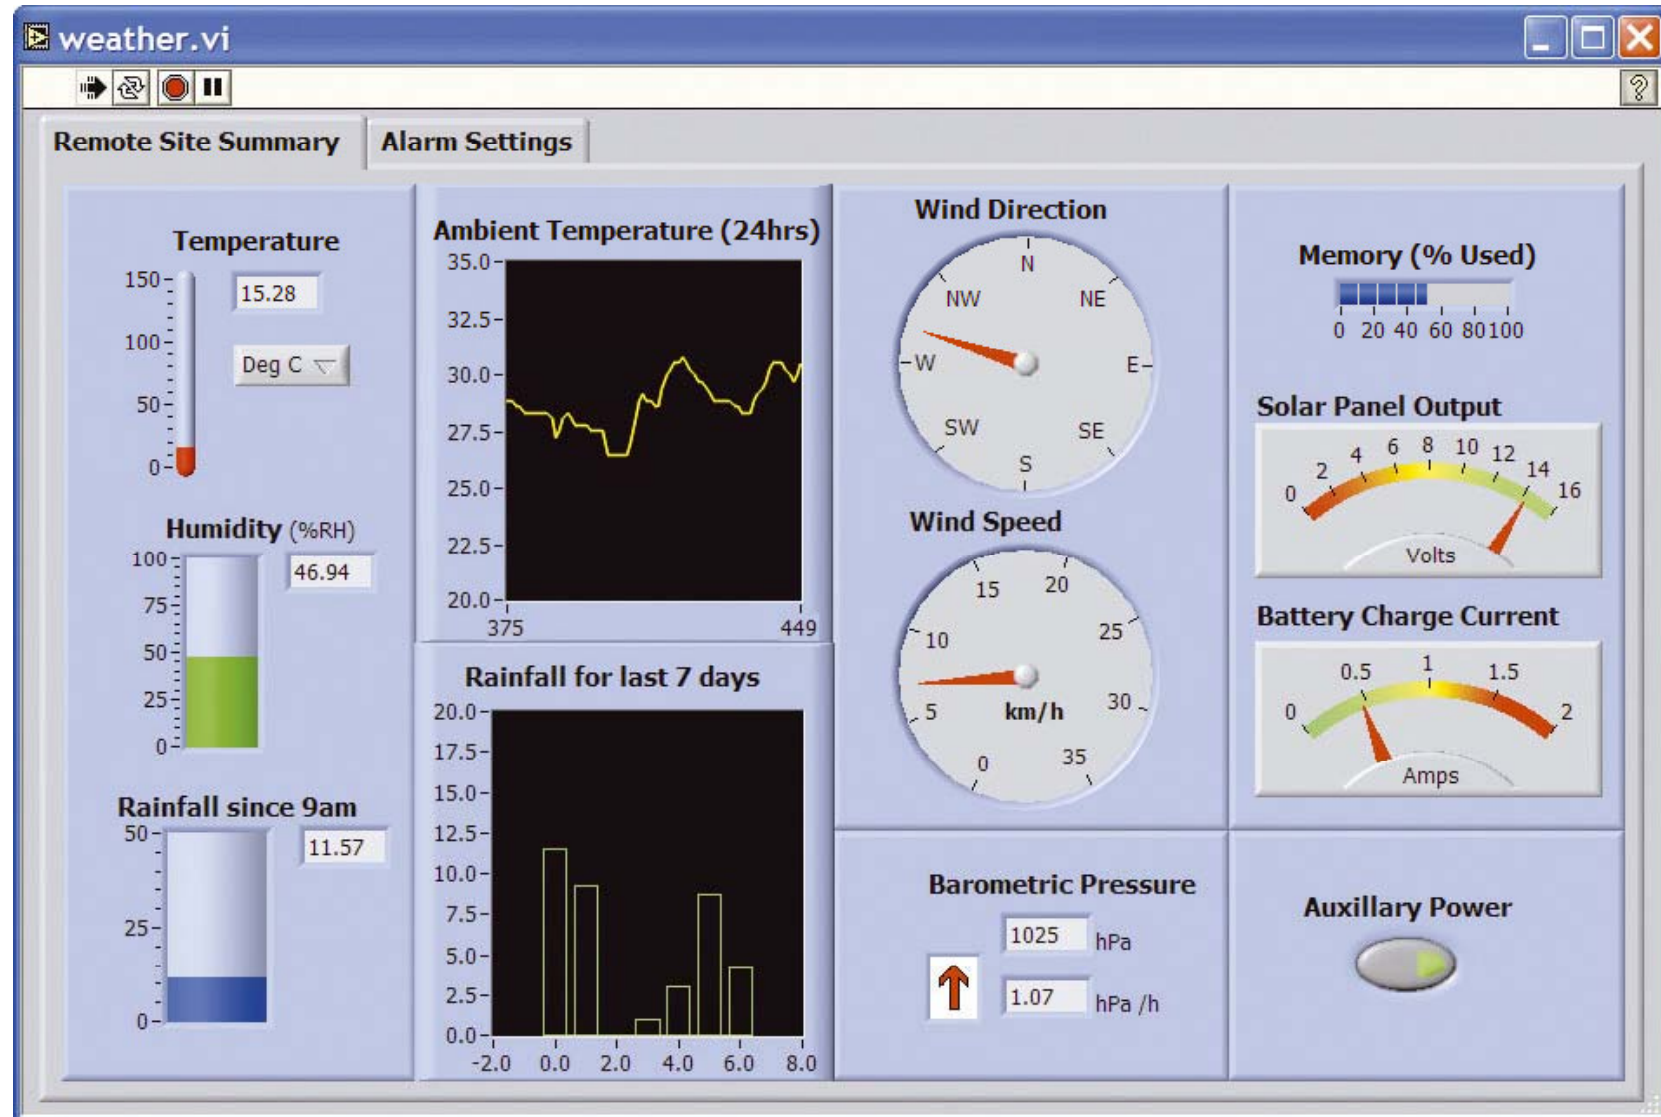 weather.vi
?
Remote Site Summary
Alarm Settings
Temperature
150
100
50
0
15.28
Deg C
Humidity (%RH)
100
75
50
25
0
46.94
Rainfall since 9am
50
25
0
11.57
Ambient Temperature (24hrs)
35.0
32.5
30.0
27.5
25.0
22.5
20.0
375 449
Rainfall for last 7 days
20.0
17.5
15.0
12.5
10.0
7.5
5.0
2.5
0.0
-2.0 0.0 2.0 4.0 6.0 8.0
Wind Direction
N
NW NE
W E
SW SE
S
Wind Speed
15 20
10 25
5 km/h 30
0 35
Barometric Pressure
1025 hPa
1.07 hPa /h
Memory (% Used)
0 20 40 60 80 100
Solar Panel Output
0 2 4 6 8 10 12 14 16
Volts
Battery Charge Current
0 0.5 1 1.5 2
Amps
Auxillary Power